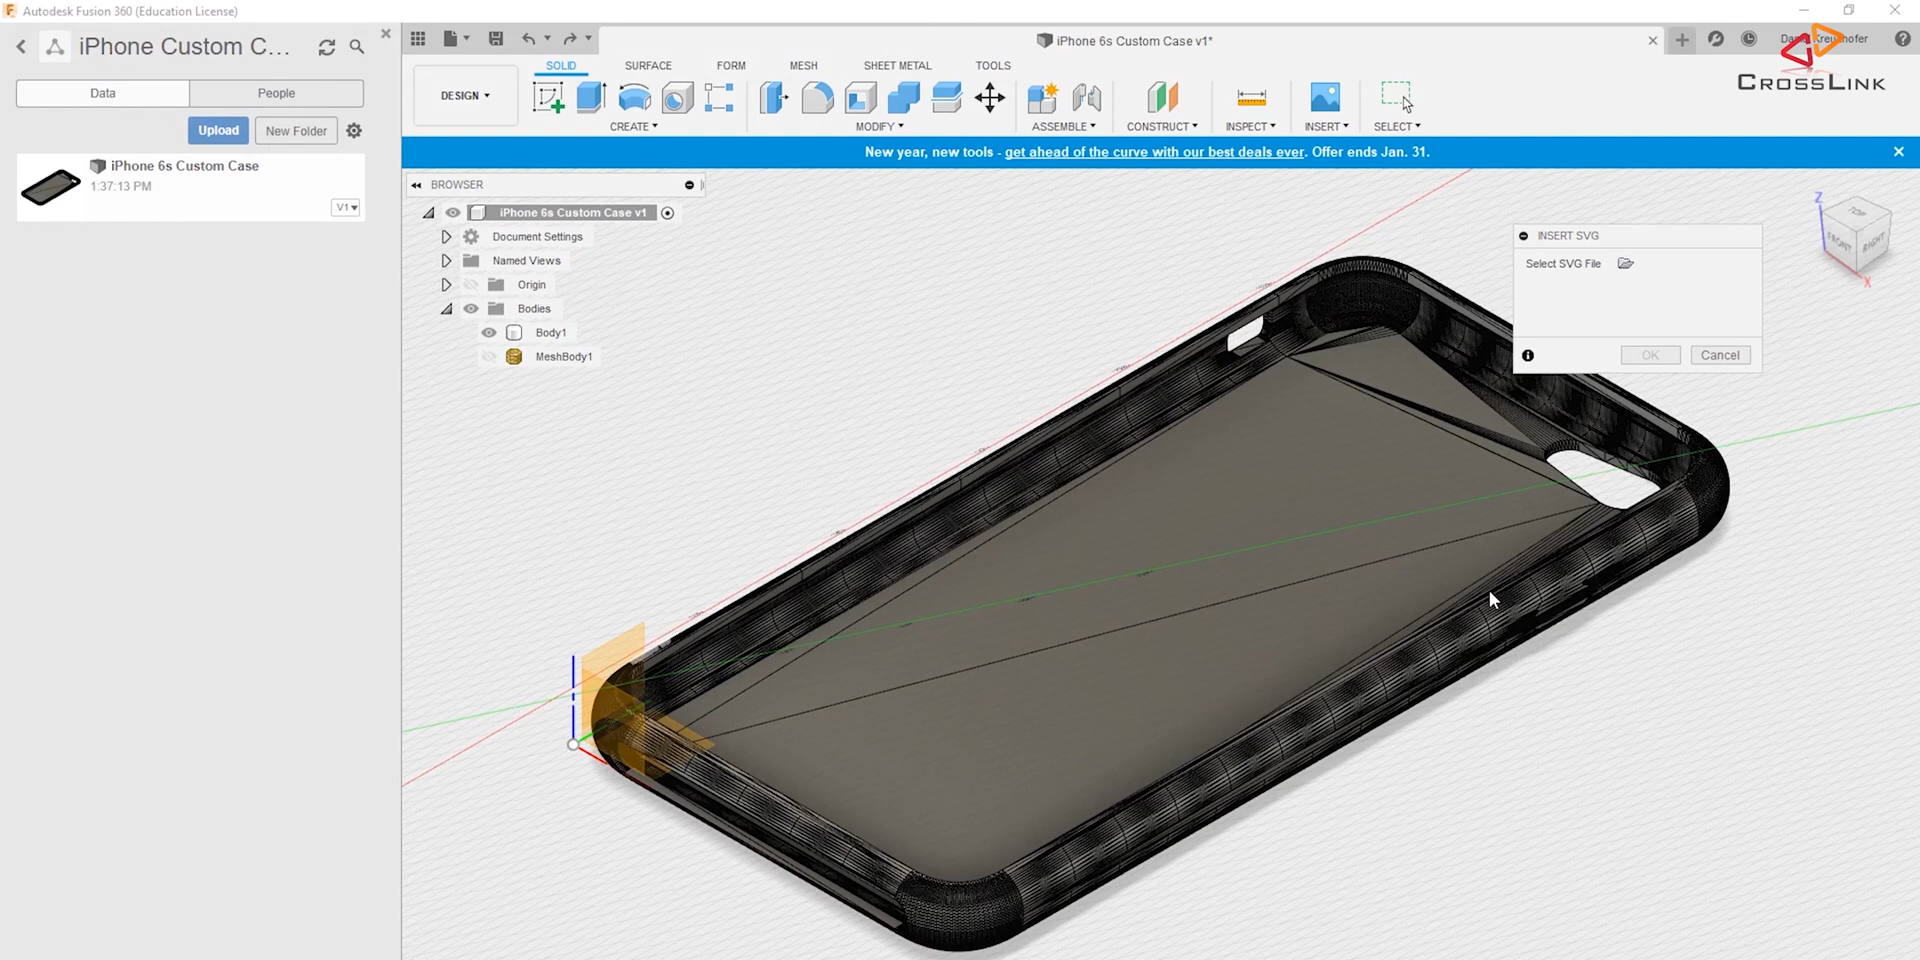 Autodesk Fusion 360 (Education License)
iPhone Custom C...
Data
People
Upload
New Folder
iPhone 6s Custom Case
1:37:13 PM
V1
iPhone 6s Custom Case v1*
CROSSLINK
DESIGN
SOLID
SURFACE
FORM
MESH
SHEET METAL
TOOLS
CREATE
MODIFY
ASSEMBLE
CONSTRUCT
INSPECT
INSERT
SELECT
New year, new tools - get ahead of the curve with our best deals ever. Offer ends Jan. 31.
BROWSER
iPhone 6s Custom Case v1
Document Settings
Named Views
Origin
Bodies
Body1
MeshBody1
INSERT SVG
Select SVG File
OK
Cancel
Z
TOP
FRONT
RIGHT
X